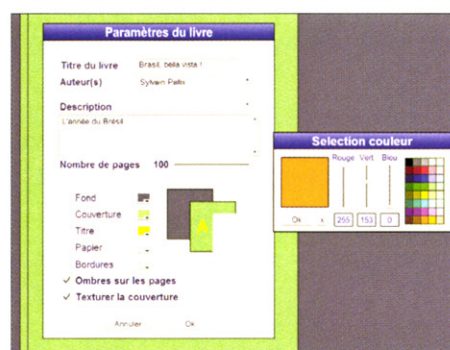 Paramètres du livre
Titre du livre Brasil, bella vista !
Auteur(s) Sylvain Pallix
Description
L'année du Brésil
Nombre de pages 100
Fond
Couverture
Titre
Papier
Bordures
✓ Ombres sur les pages
✓ Texturer la couverture
Annuler Ok
Selection couleur
Rouge Vert Bleu
Ok x 255 153 0
A